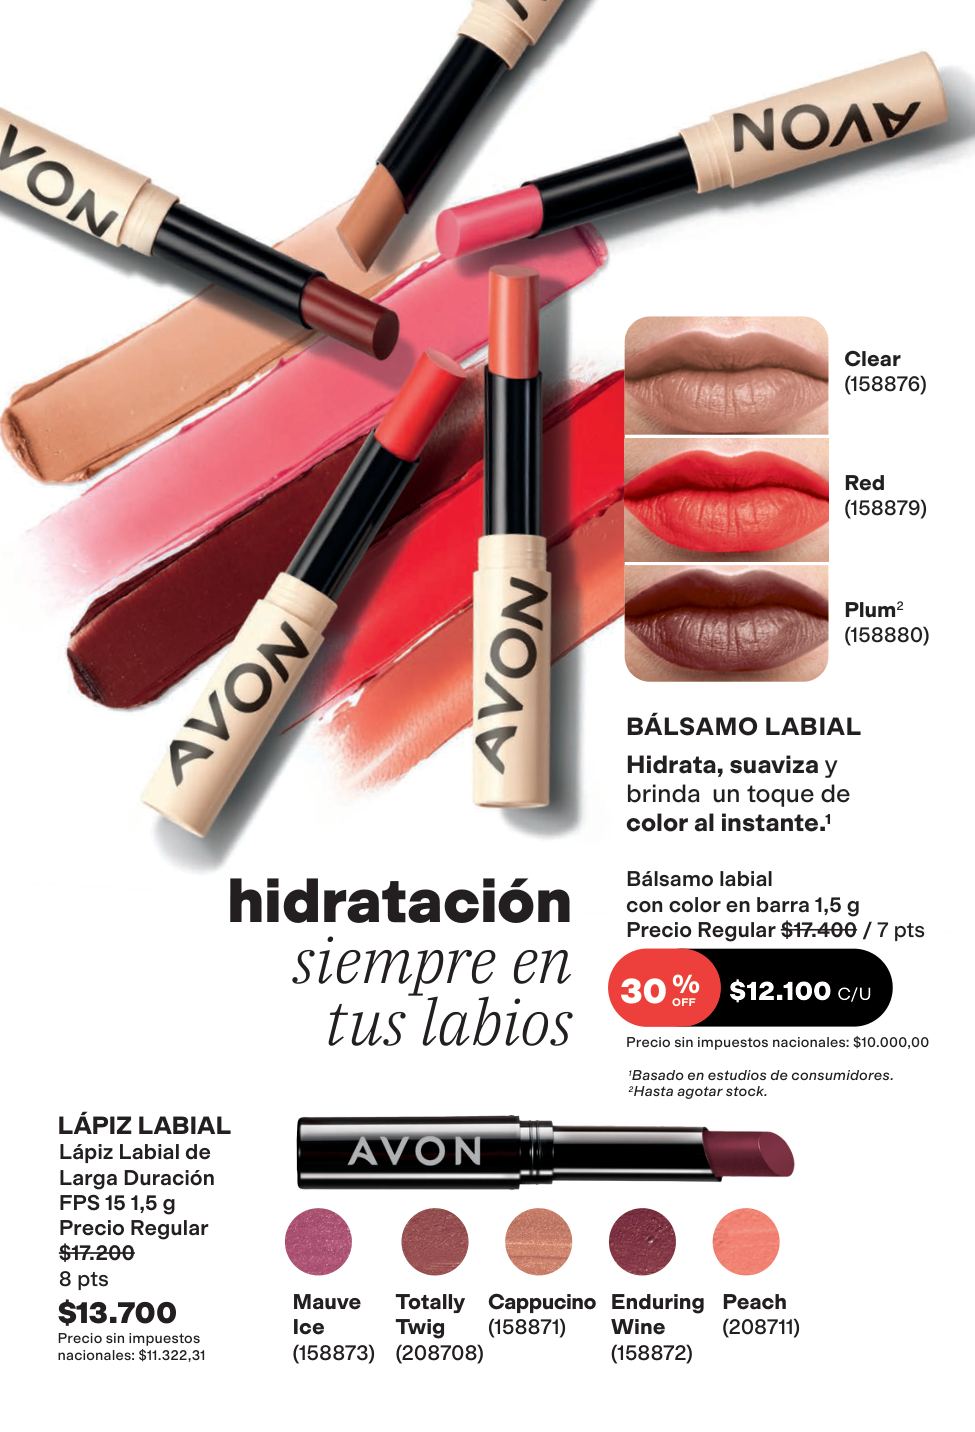 AVON
AVON
AVON
AVON
Clear
(158876)
Red
(158879)
Plum²
(158880)
BÁLSAMO LABIAL
Hidrata, suaviza y
brinda un toque de
color al instante.¹
Bálsamo labial
con color en barra 1,5 g
Precio Regular $17.400 / 7 pts
30% OFF $12.100 C/U
Precio sin impuestos nacionales: $10.000,00
¹Basado en estudios de consumidores.
²Hasta agotar stock.
hidratación
siempre en
tus labios
LÁPIZ LABIAL
Lápiz Labial de
Larga Duración
FPS 15 1,5 g
Precio Regular
$17.200
8 pts
$13.700
Precio sin impuestos
nacionales: $11.322,31
AVON
Mauve
Ice
(158873)
Totally
Twig
(208708)
Cappucino
(158871)
Enduring
Wine
(158872)
Peach
(208711)